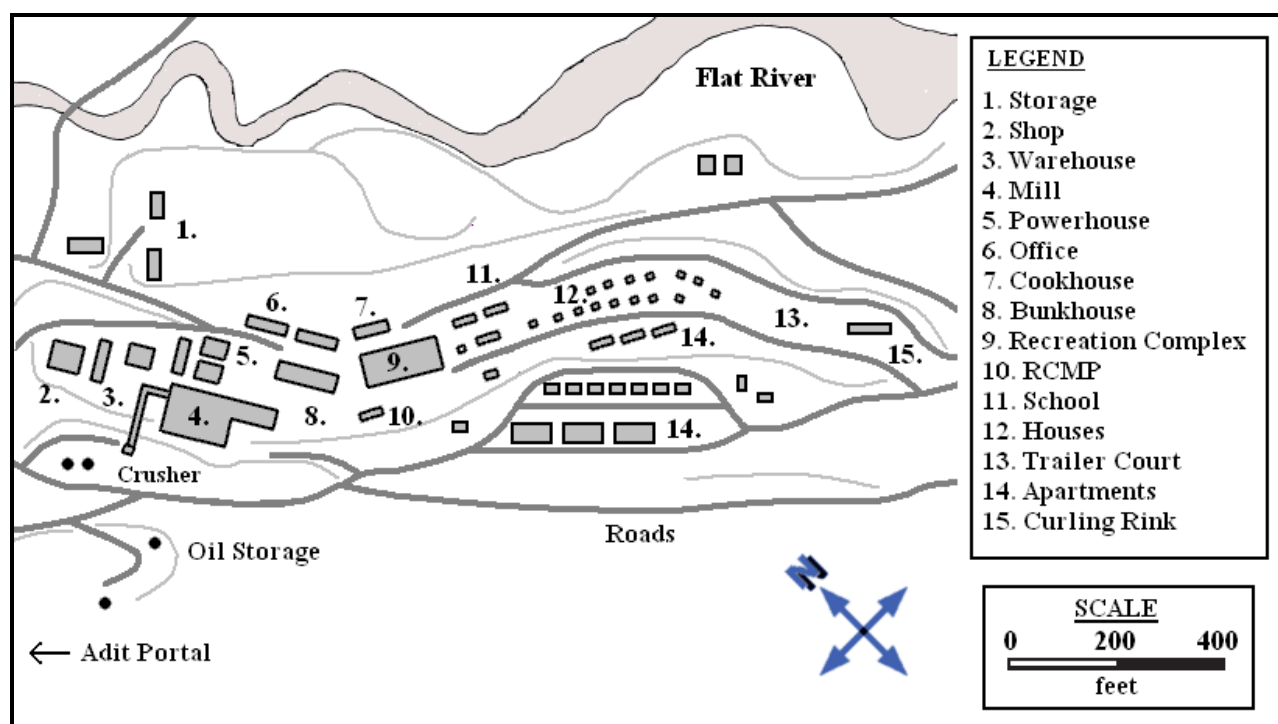 Flat River
1.
11.
6.
7.
12.
13.
5.
14.
15.
9.
2.
3.
4.
8.
10.
14.
Crusher
Roads
Oil Storage
N
← Adit Portal
LEGEND
1. Storage
2. Shop
3. Warehouse
4. Mill
5. Powerhouse
6. Office
7. Cookhouse
8. Bunkhouse
9. Recreation Complex
10. RCMP
11. School
12. Houses
13. Trailer Court
14. Apartments
15. Curling Rink
SCALE
0 200 400
feet